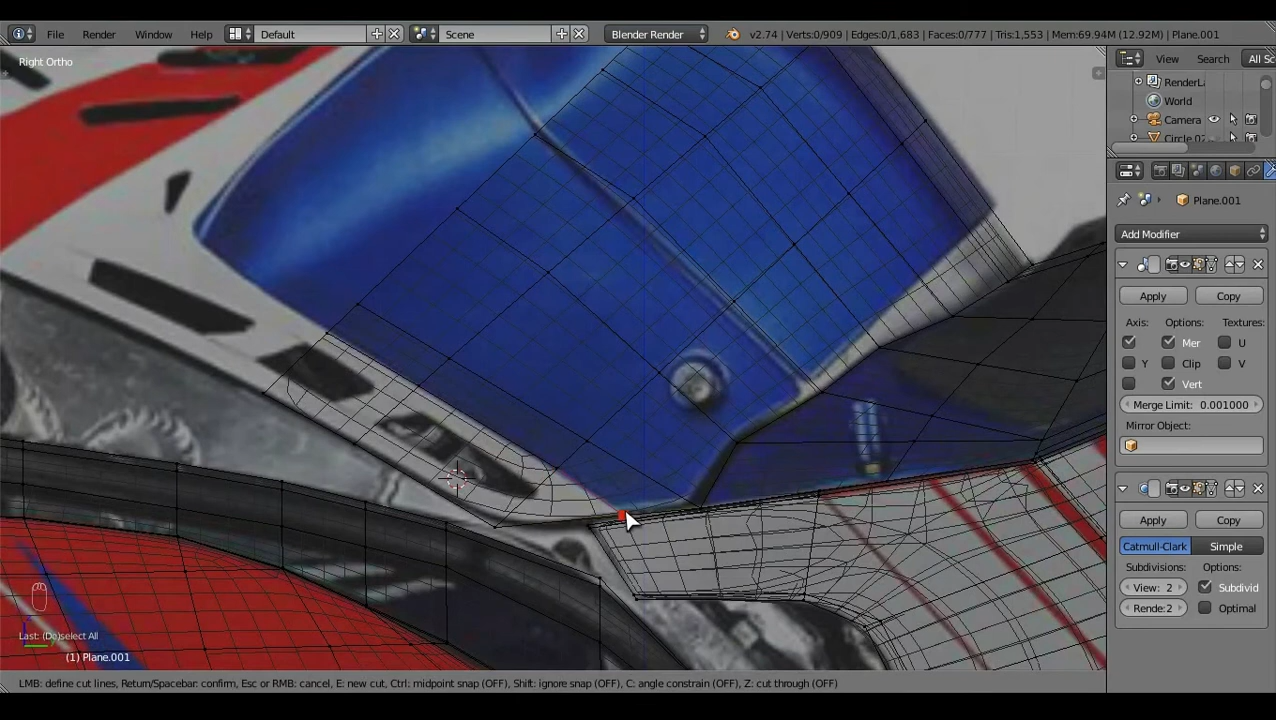 File Render Window Help Default Scene Blender Render v2.74 | Verts:0/909 | Edges:0/1,683 | Faces:0/777 | Tris:1,553 | Mem:69.94M (12.92M) | Plane.001
Right Ortho
View Search All Sc
RenderLa
World
Camera
Circle 02
Plane.001
Add Modifier
Apply Copy
Axis: Options: Textures:
Mer U
Y Clip V
Vert
Merge Limit: 0.001000
Mirror Object:
Apply Copy
Catmull-Clark Simple
Subdivisions: Options:
View: 2 Subdivid
Rende:2 Optimal
Last: (De)select All
(1) Plane.001
LMB: define cut lines, Return/Spacebar: confirm, Esc or RMB: cancel, E: new cut, Ctrl: midpoint snap (OFF), Shift: ignore snap (OFF), C: angle constrain (OFF), Z: cut through (OFF)